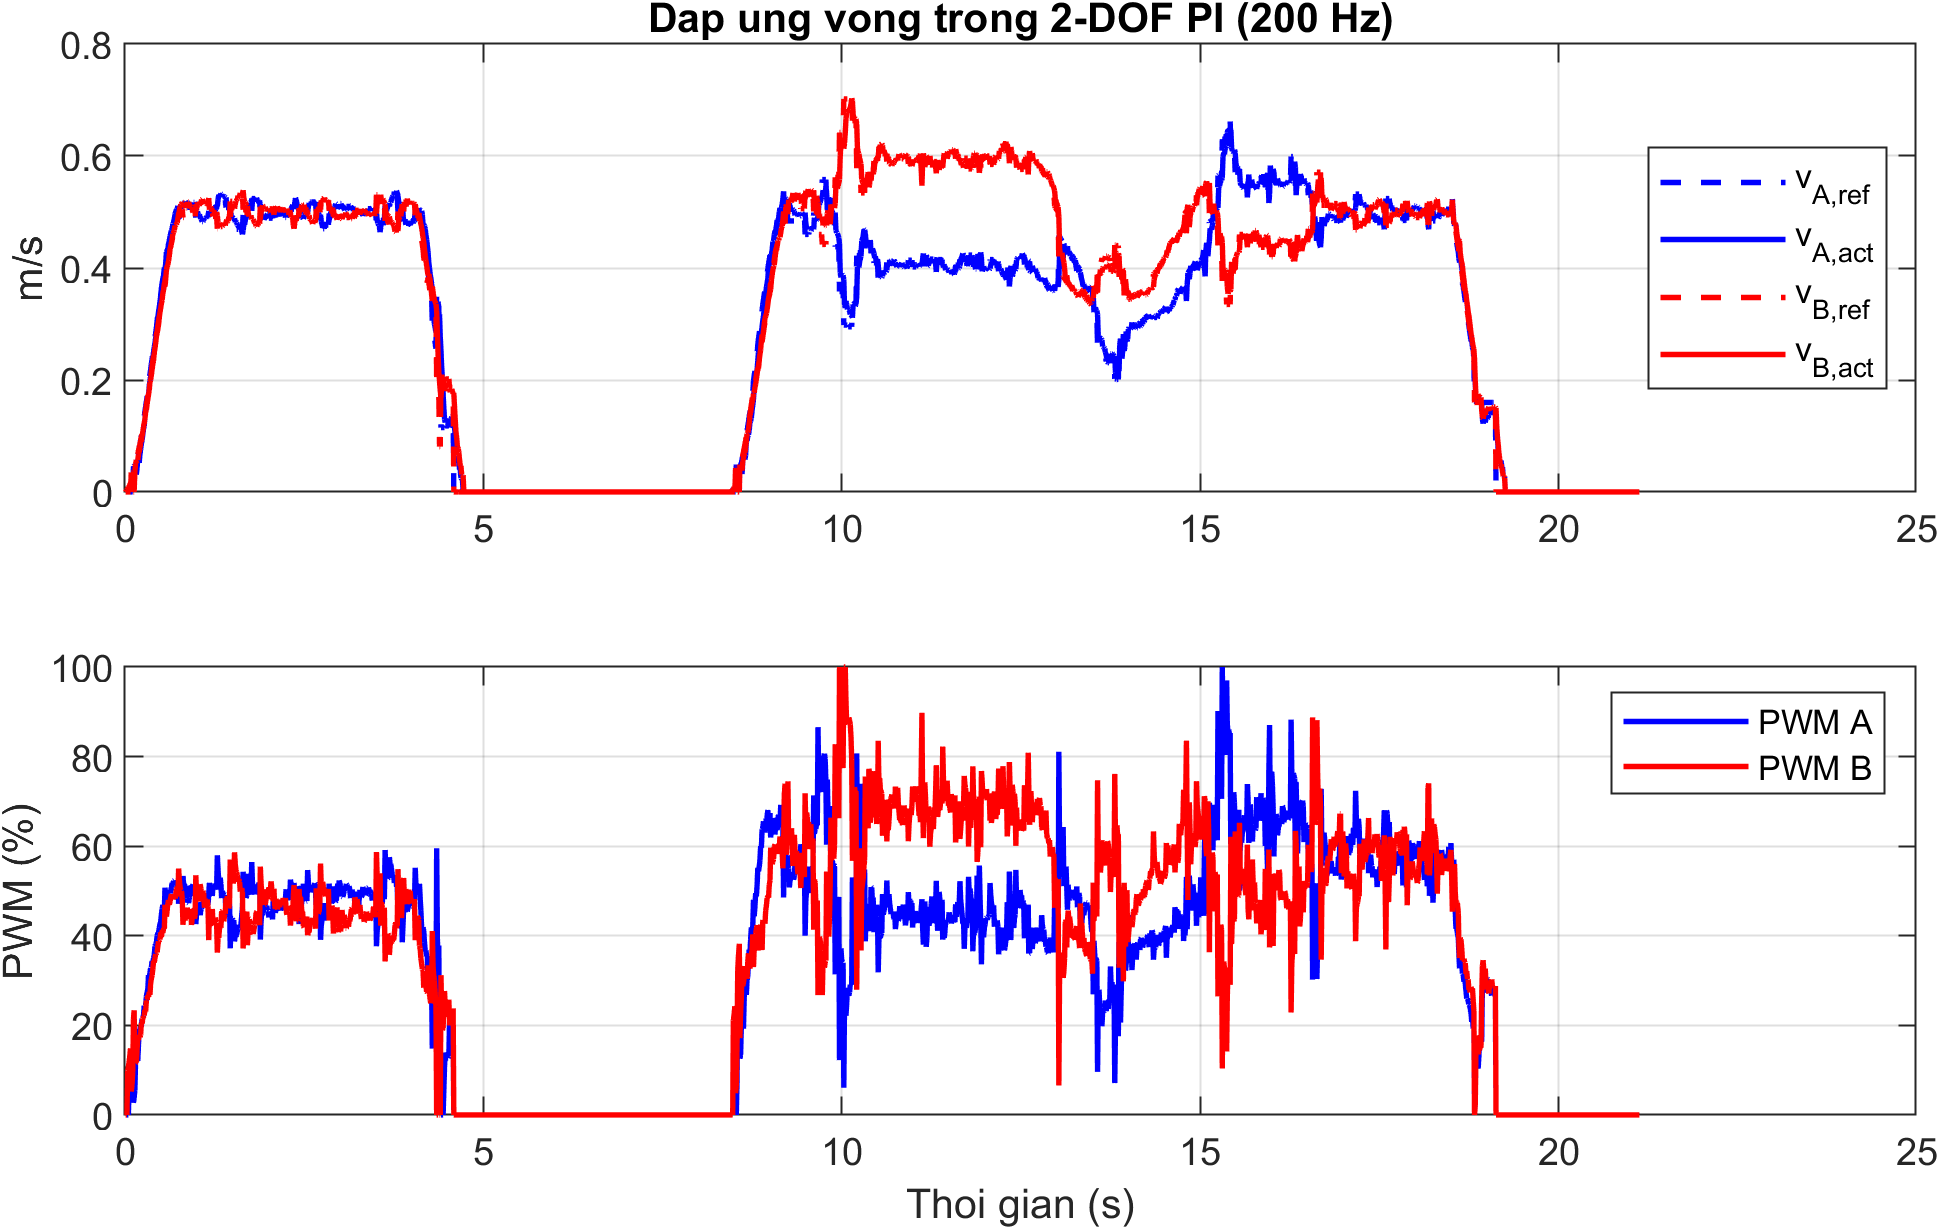 Dap ung vong trong 2-DOF PI (200 Hz)
0.8
0.6
0.4
0.2
0
m/s
0 5 10 15 20 25
v_A,ref
v_A,act
v_B,ref
v_B,act
100
80
60
40
20
0
PWM (%)
0 5 10 15 20 25
Thoi gian (s)
PWM A
PWM B